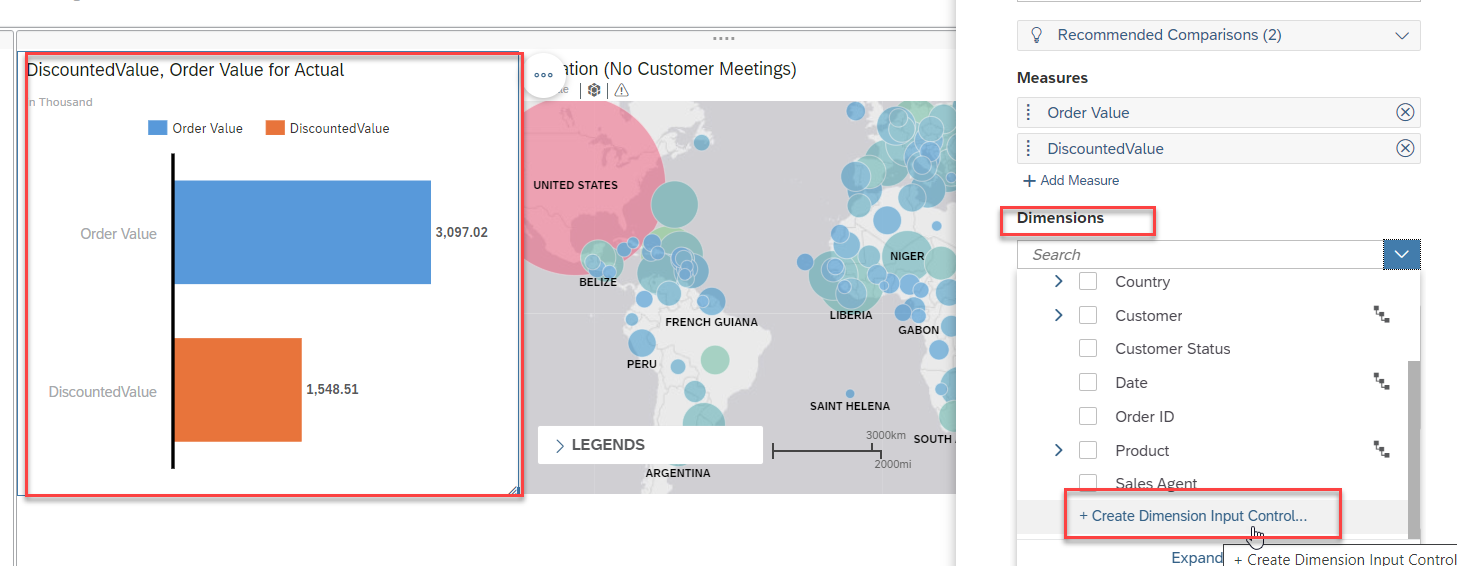 DiscountedValue, Order Value for Actual
in Thousand
Order Value
DiscountedValue
Order Value
3,097.02
DiscountedValue
1,548.51
ation (No Customer Meetings)
UNITED STATES
BELIZE
FRENCH GUIANA
PERU
NIGER
LIBERIA
GABON
SAINT HELENA
SOUTH
ARGENTINA
LEGENDS
3000km
2000mi
Recommended Comparisons (2)
Measures
Order Value
DiscountedValue
+ Add Measure
Dimensions
Search
Country
Customer
Customer Status
Date
Order ID
Product
Sales Agent
+ Create Dimension Input Control...
Expand
+ Create Dimension Input Control